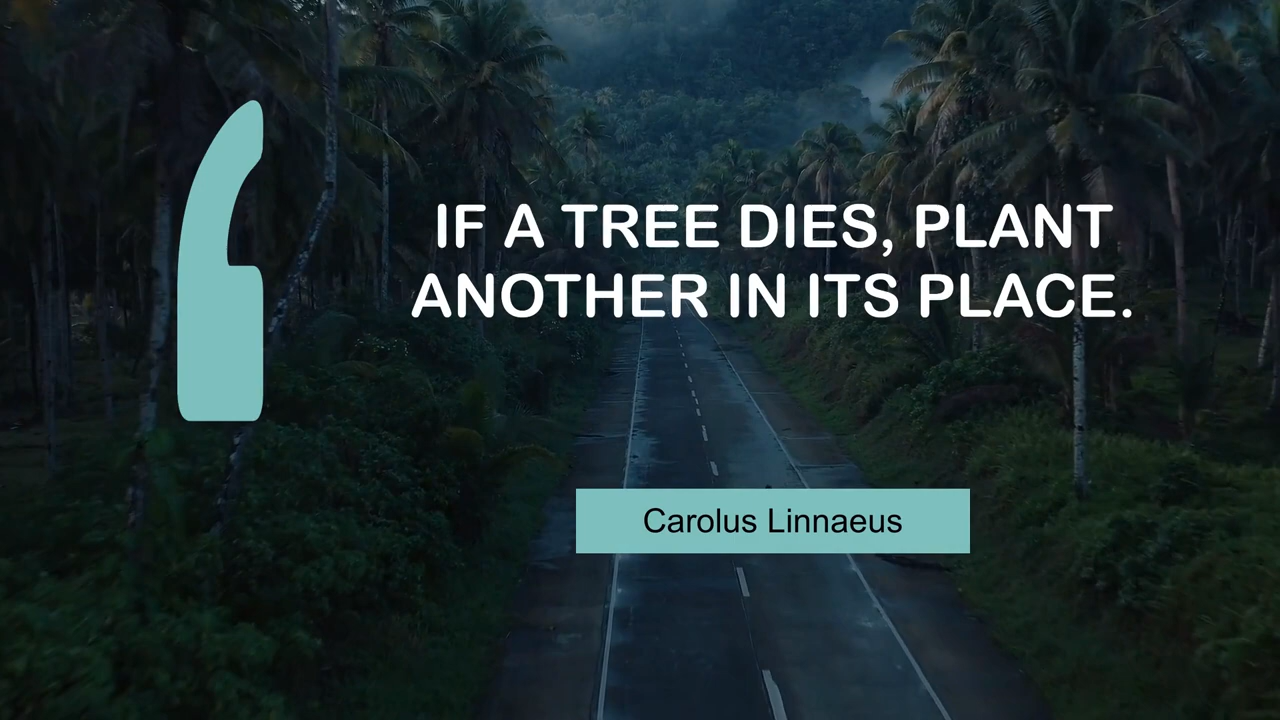 IF A TREE DIES, PLANT
ANOTHER IN ITS PLACE.
Carolus Linnaeus